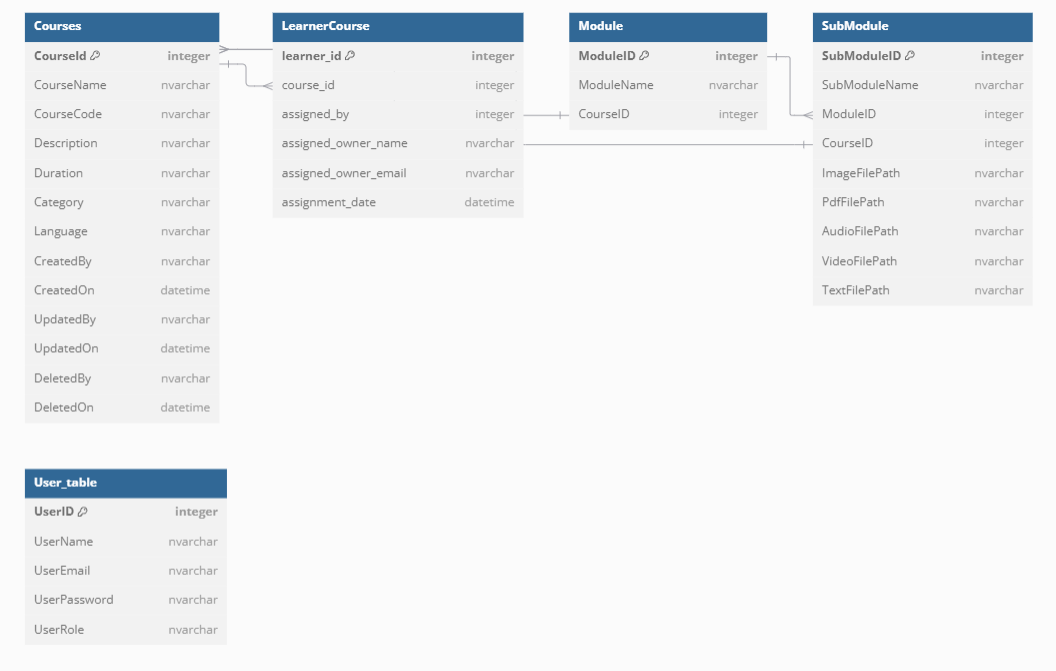 Courses
CourseId integer
CourseName nvarchar
CourseCode nvarchar
Description nvarchar
Duration nvarchar
Category nvarchar
Language nvarchar
CreatedBy nvarchar
CreatedOn datetime
UpdatedBy nvarchar
UpdatedOn datetime
DeletedBy nvarchar
DeletedOn datetime
LearnerCourse
learner_id integer
course_id integer
assigned_by integer
assigned_owner_name nvarchar
assigned_owner_email nvarchar
assignment_date datetime
Module
ModuleID integer
ModuleName nvarchar
CourseID integer
SubModule
SubModuleID integer
SubModuleName nvarchar
ModuleID integer
CourseID integer
ImageFilePath nvarchar
PdfFilePath nvarchar
AudioFilePath nvarchar
VideoFilePath nvarchar
TextFilePath nvarchar
User_table
UserID integer
UserName nvarchar
UserEmail nvarchar
UserPassword nvarchar
UserRole nvarchar